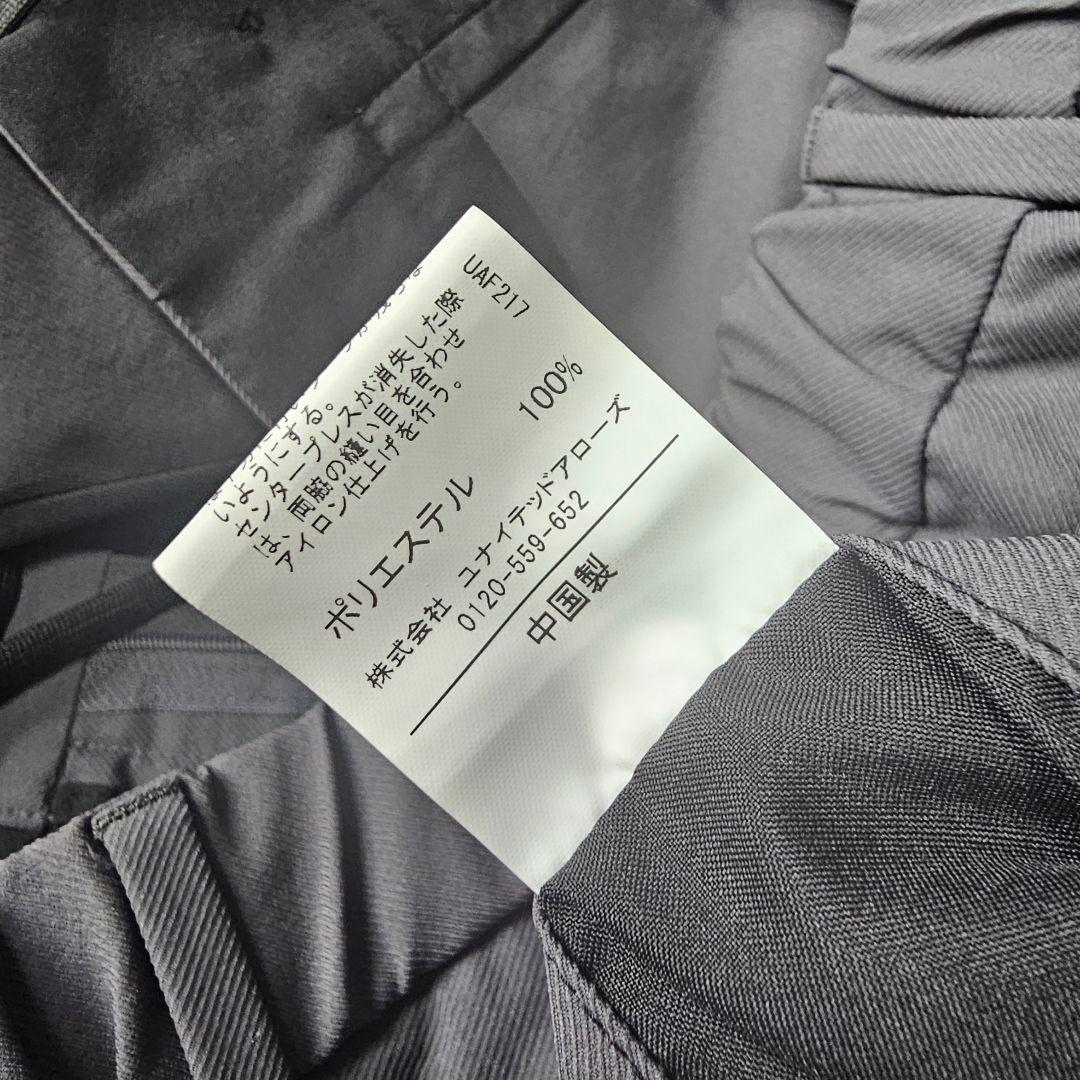 いようにする。
センタープレスが消失した際
は、両脇の縫い目を合わせ
アイロン仕上げを行う。
UAF217
ポリエステル 100%
株式会社 ユナイテッドアローズ
0120-559-652
中国製